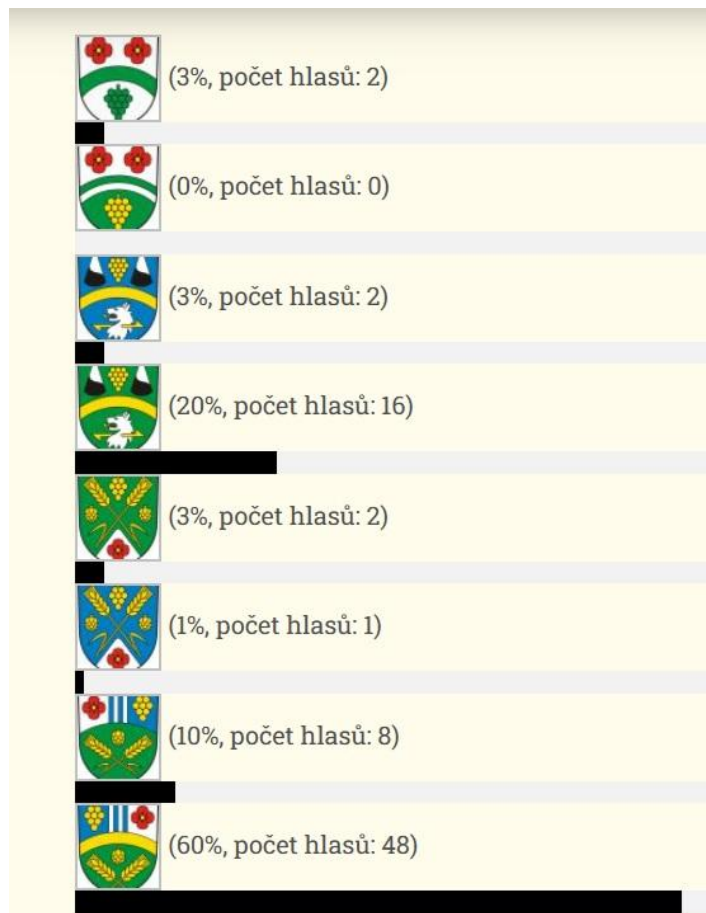 (3%, počet hlasů: 2)
(0%, počet hlasů: 0)
(3%, počet hlasů: 2)
(20%, počet hlasů: 16)
(3%, počet hlasů: 2)
(1%, počet hlasů: 1)
(10%, počet hlasů: 8)
(60%, počet hlasů: 48)